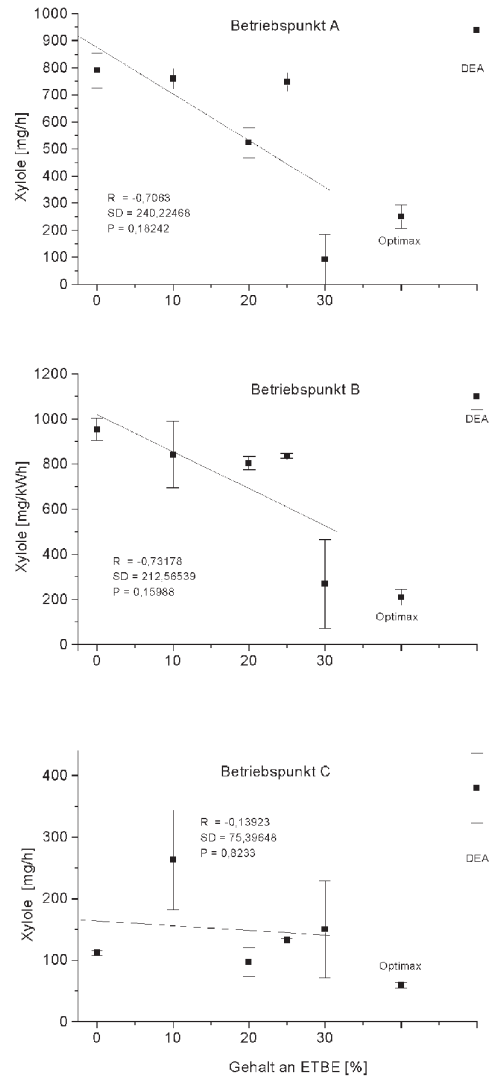 Betriebspunkt A
Xylole [mg/h]
1000
900
800
700
600
500
400
300
200
100
0
DEA
R = -0,7063
SD = 240,22468
P = 0,18242
Optimax
0
10
20
30
Betriebspunkt B
Xylole [mg/kWh]
1200
1000
800
600
400
200
0
DEA
R = -0,73178
SD = 212,56539
P = 0,15988
Optimax
0
10
20
30
Betriebspunkt C
Xylole [mg/h]
400
300
200
100
0
R = -0,13923
SD = 75,39648
P = 0,8233
DEA
Optimax
0
10
20
30
Gehalt an ETBE [%]